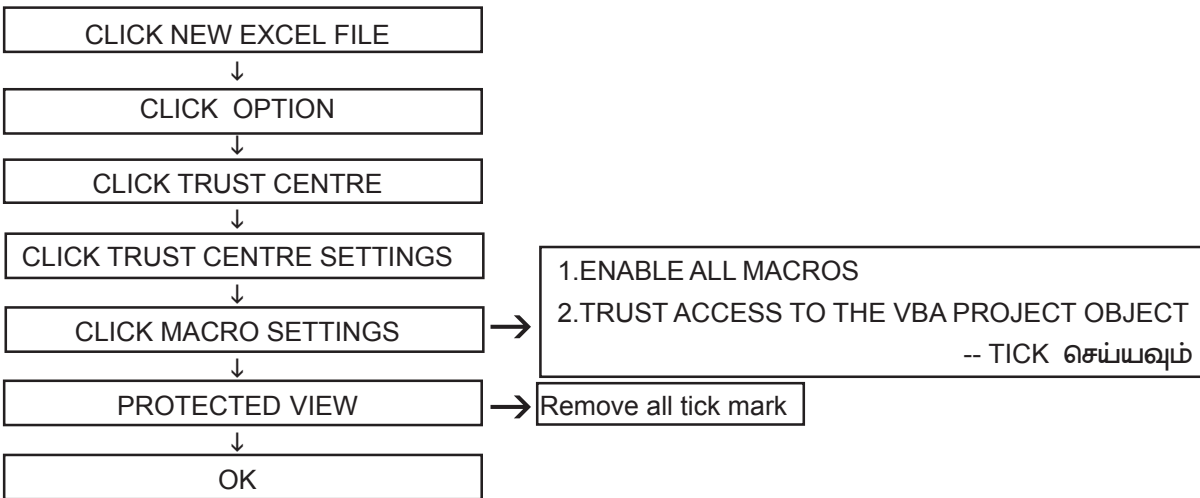 CLICK NEW EXCEL FILE
↓
CLICK OPTION
↓
CLICK TRUST CENTRE
↓
CLICK TRUST CENTRE SETTINGS
↓
CLICK MACRO SETTINGS →
1.ENABLE ALL MACROS
2.TRUST ACCESS TO THE VBA PROJECT OBJECT
-- TICK செய்யவும்
↓
PROTECTED VIEW → Remove all tick mark
↓
OK